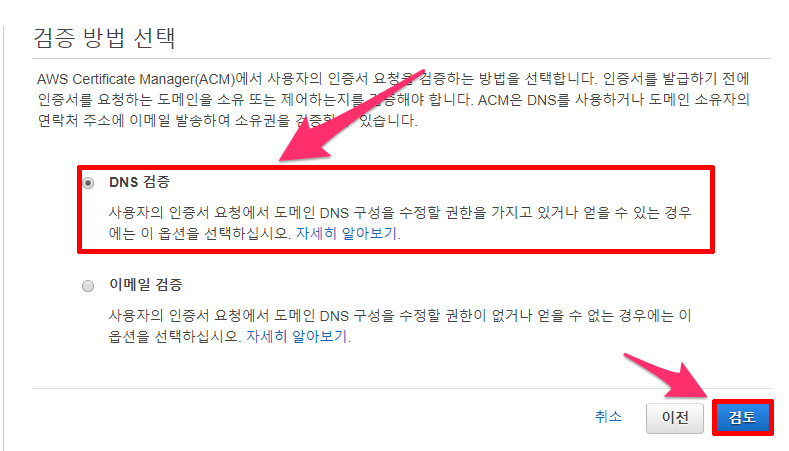 검증 방법 선택
AWS Certificate Manager(ACM)에서 사용자의 인증서 요청을 검증하는 방법을 선택합니다. 인증서를 발급하기 전에
인증서를 요청하는 도메인을 소유 또는 제어하는지를 검증해야 합니다. ACM은 DNS를 사용하거나 도메인 소유자의
연락처 주소에 이메일 발송하여 소유권을 검증할 수 있습니다.
DNS 검증
사용자의 인증서 요청에서 도메인 DNS 구성을 수정할 권한을 가지고 있거나 얻을 수 있는 경우
에는 이 옵션을 선택하십시오. 자세히 알아보기.
이메일 검증
사용자의 인증서 요청에서 도메인 DNS 구성을 수정할 권한이 없거나 얻을 수 없는 경우에는 이
옵션을 선택하십시오. 자세히 알아보기.
취소 이전 검토